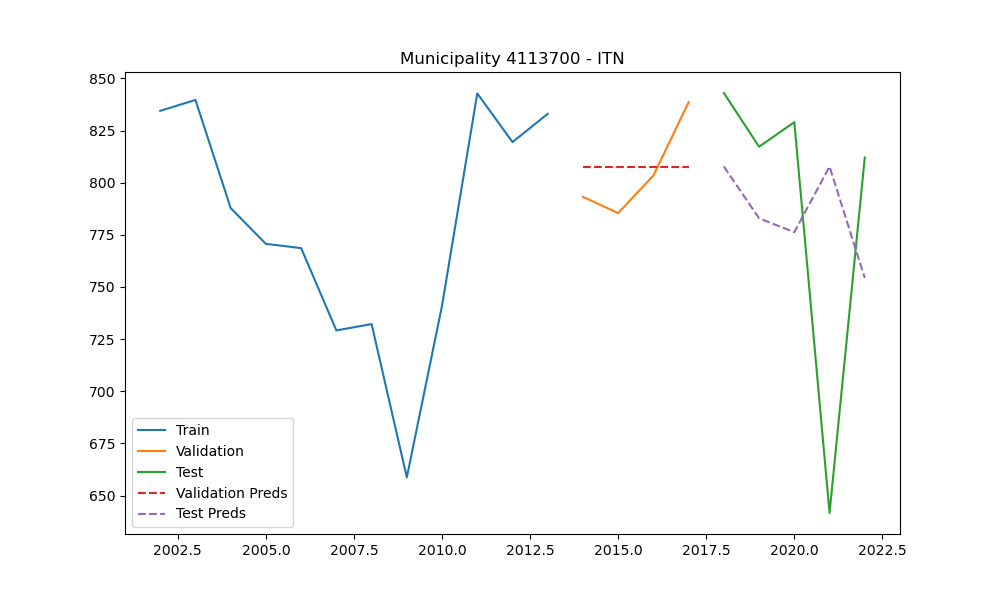 Municipality 4113700 - ITN
850
825
800
775
750
725
700
675
650
Train
Validation
Test
Validation Preds
Test Preds
2002.5 2005.0 2007.5 2010.0 2012.5 2015.0 2017.5 2020.0 2022.5